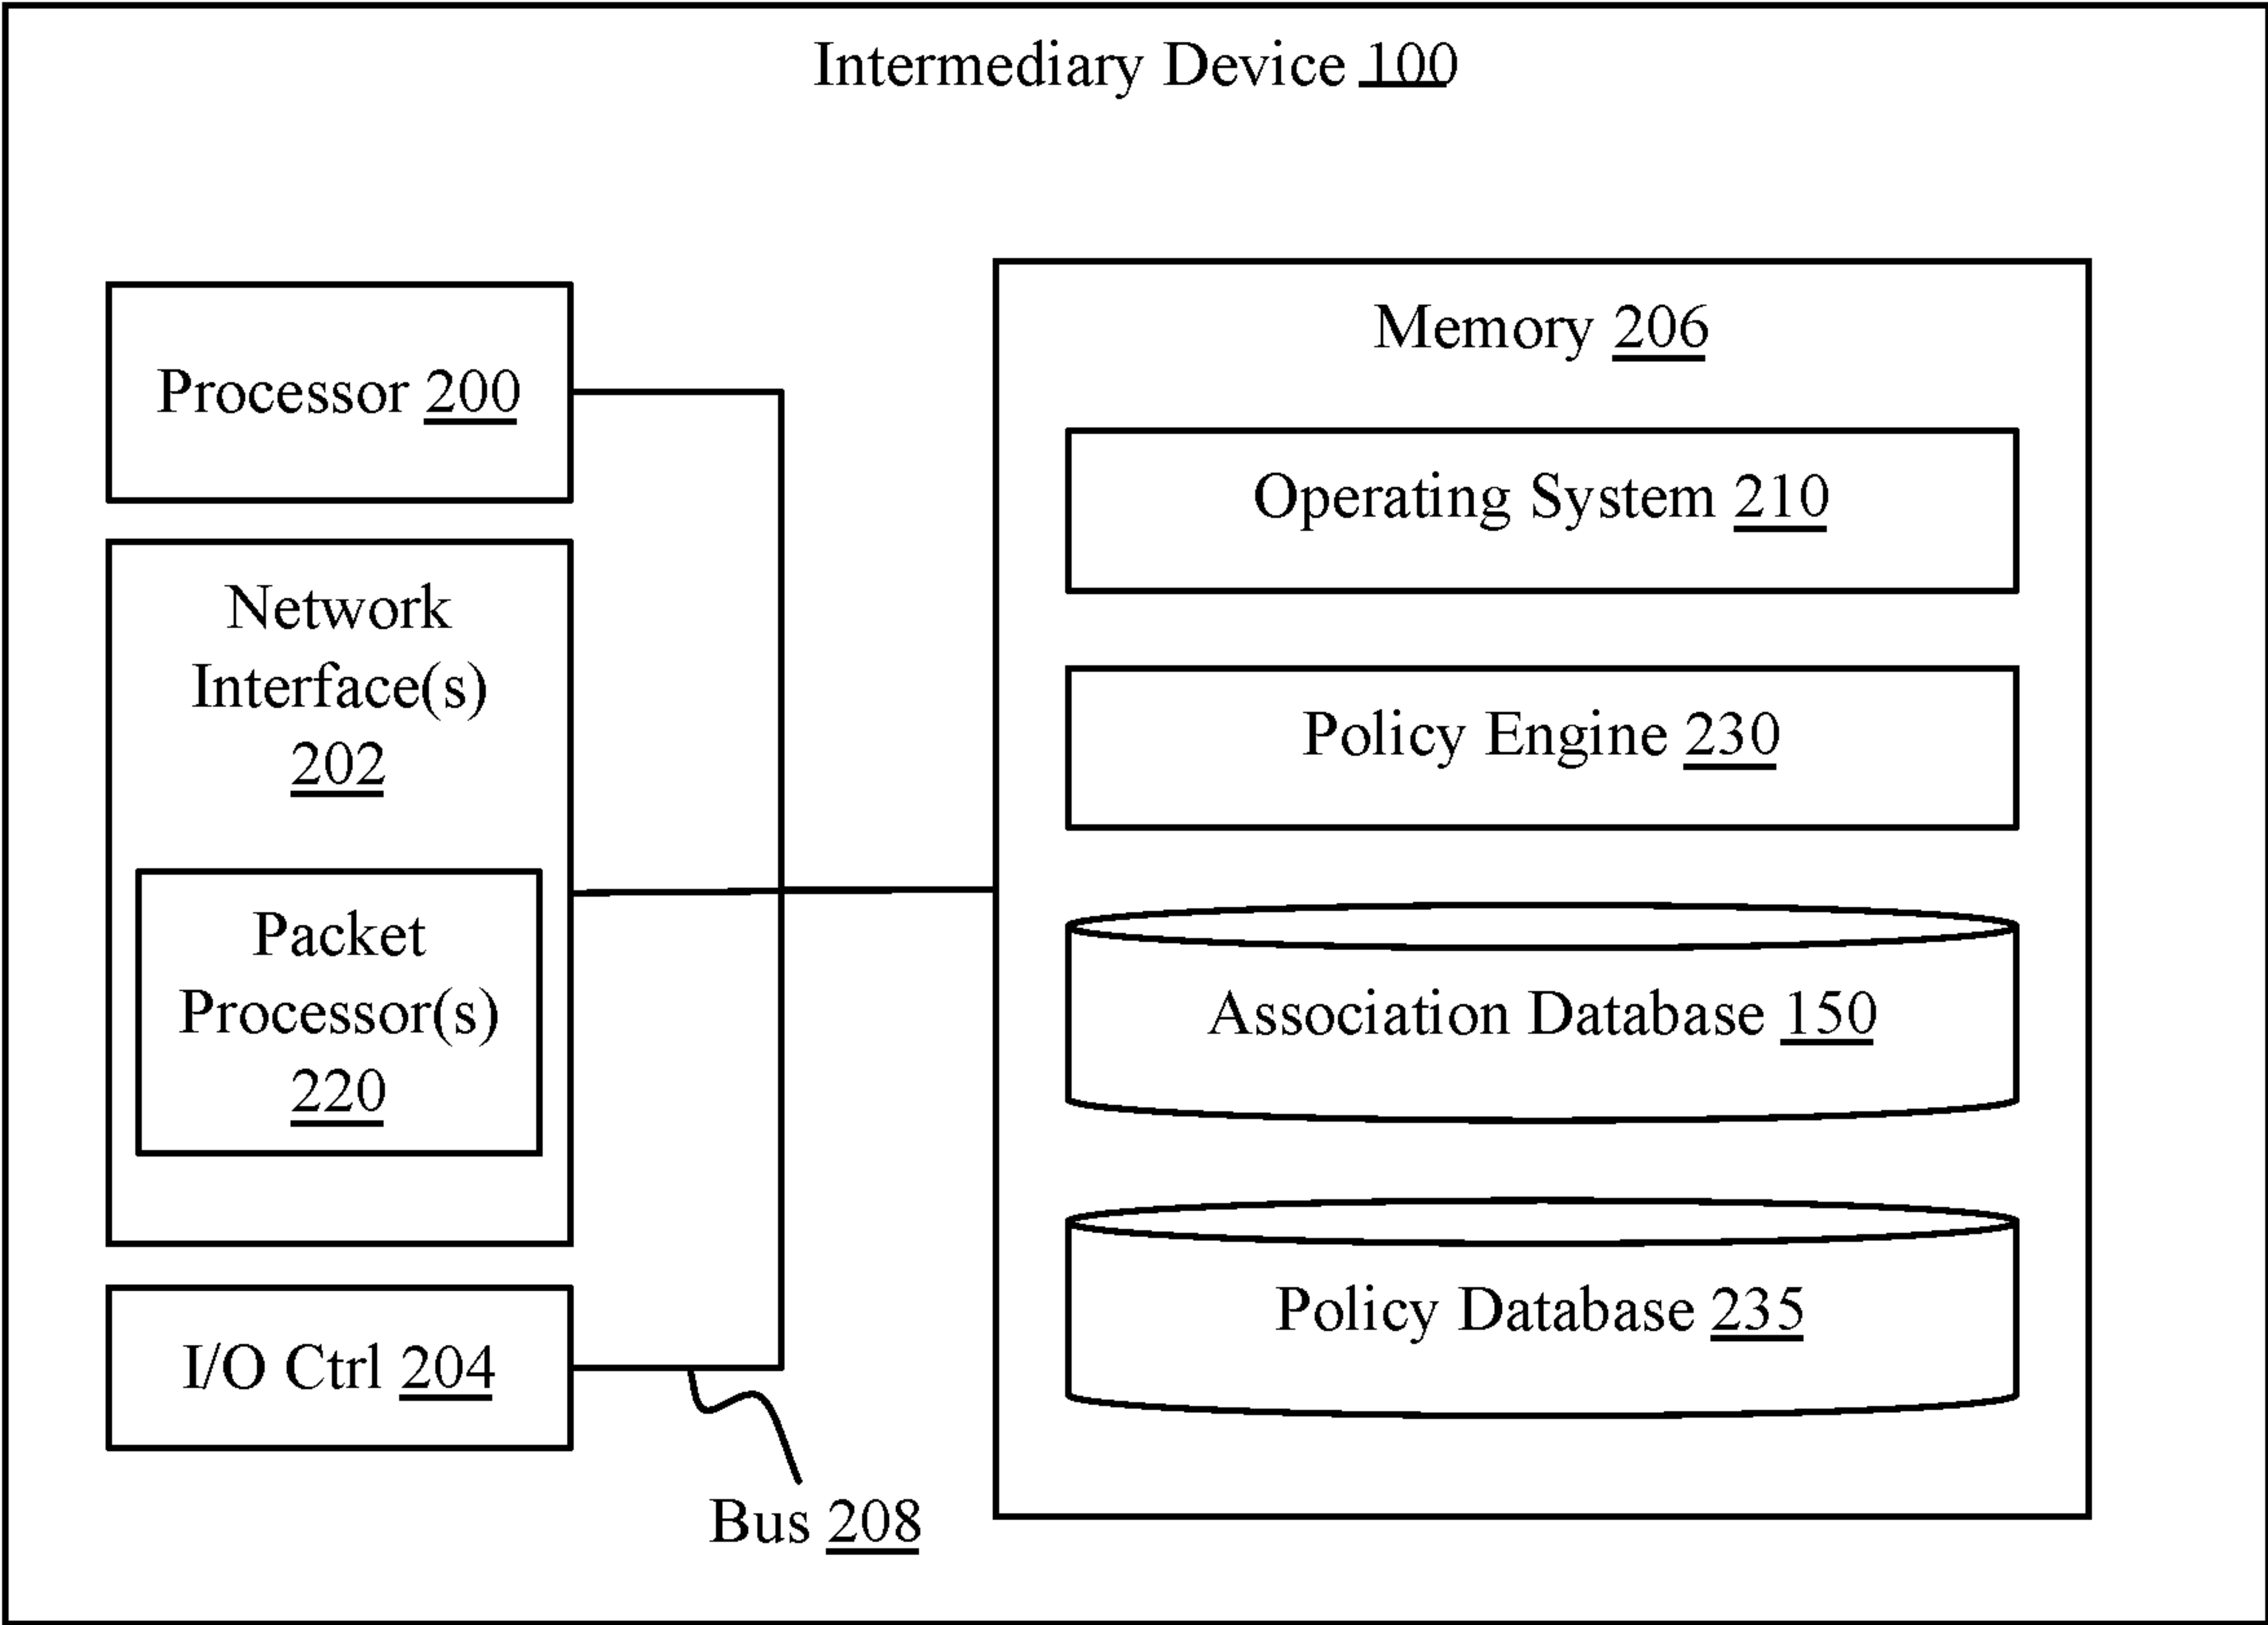 Intermediary Device 100
Processor 200
Network
Interface(s)
202
Packet
Processor(s)
220
I/O Ctrl 204
Bus 208
Memory 206
Operating System 210
Policy Engine 230
Association Database 150
Policy Database 235